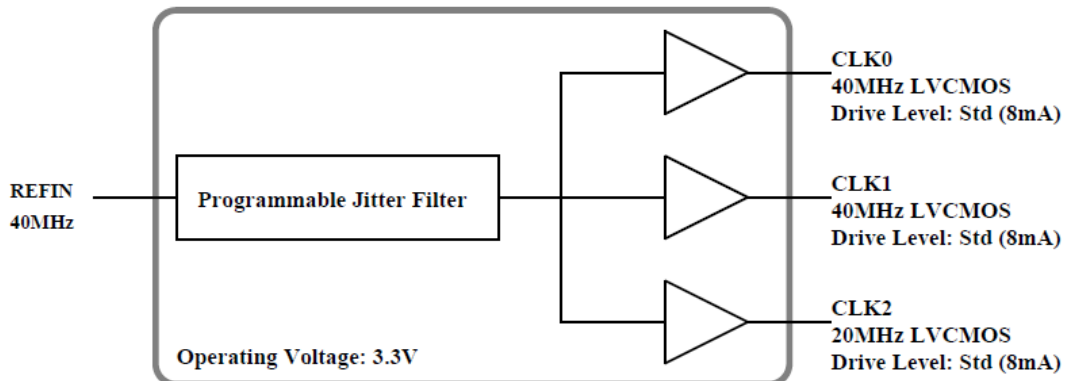 REFIN
40MHz
Programmable Jitter Filter
Operating Voltage: 3.3V
CLK0
40MHz LVCMOS
Drive Level: Std (8mA)
CLK1
40MHz LVCMOS
Drive Level: Std (8mA)
CLK2
20MHz LVCMOS
Drive Level: Std (8mA)